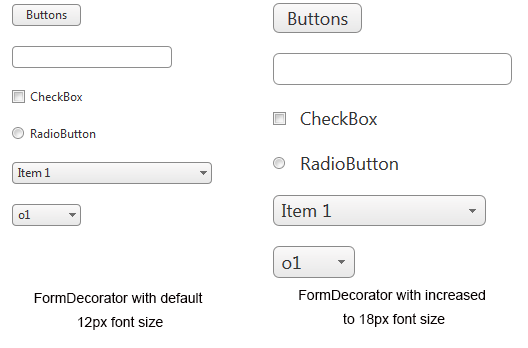 Buttons
CheckBox
RadioButton
Item 1
o1
FormDecorator with default
12px font size
Buttons
CheckBox
RadioButton
Item 1
o1
FormDecorator with increased
to 18px font size